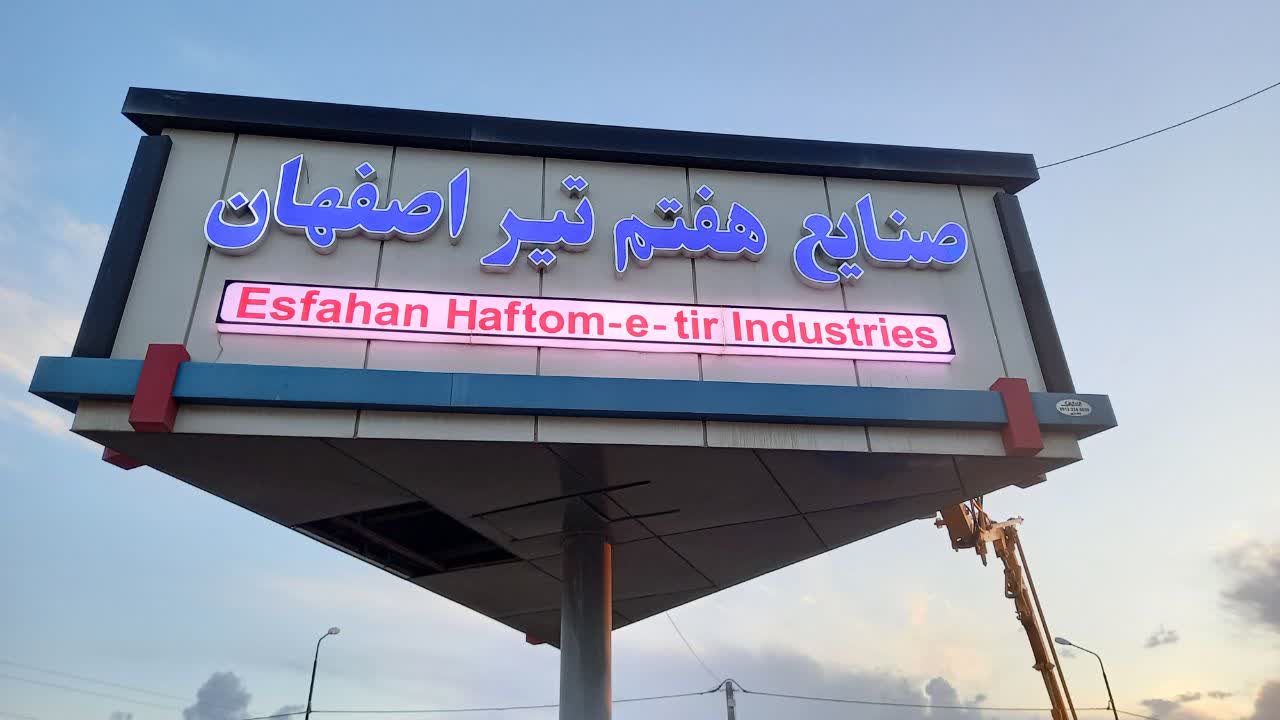 صنایع هفتم تیر اصفهان
Esfahan Haftom-e-tir Industries